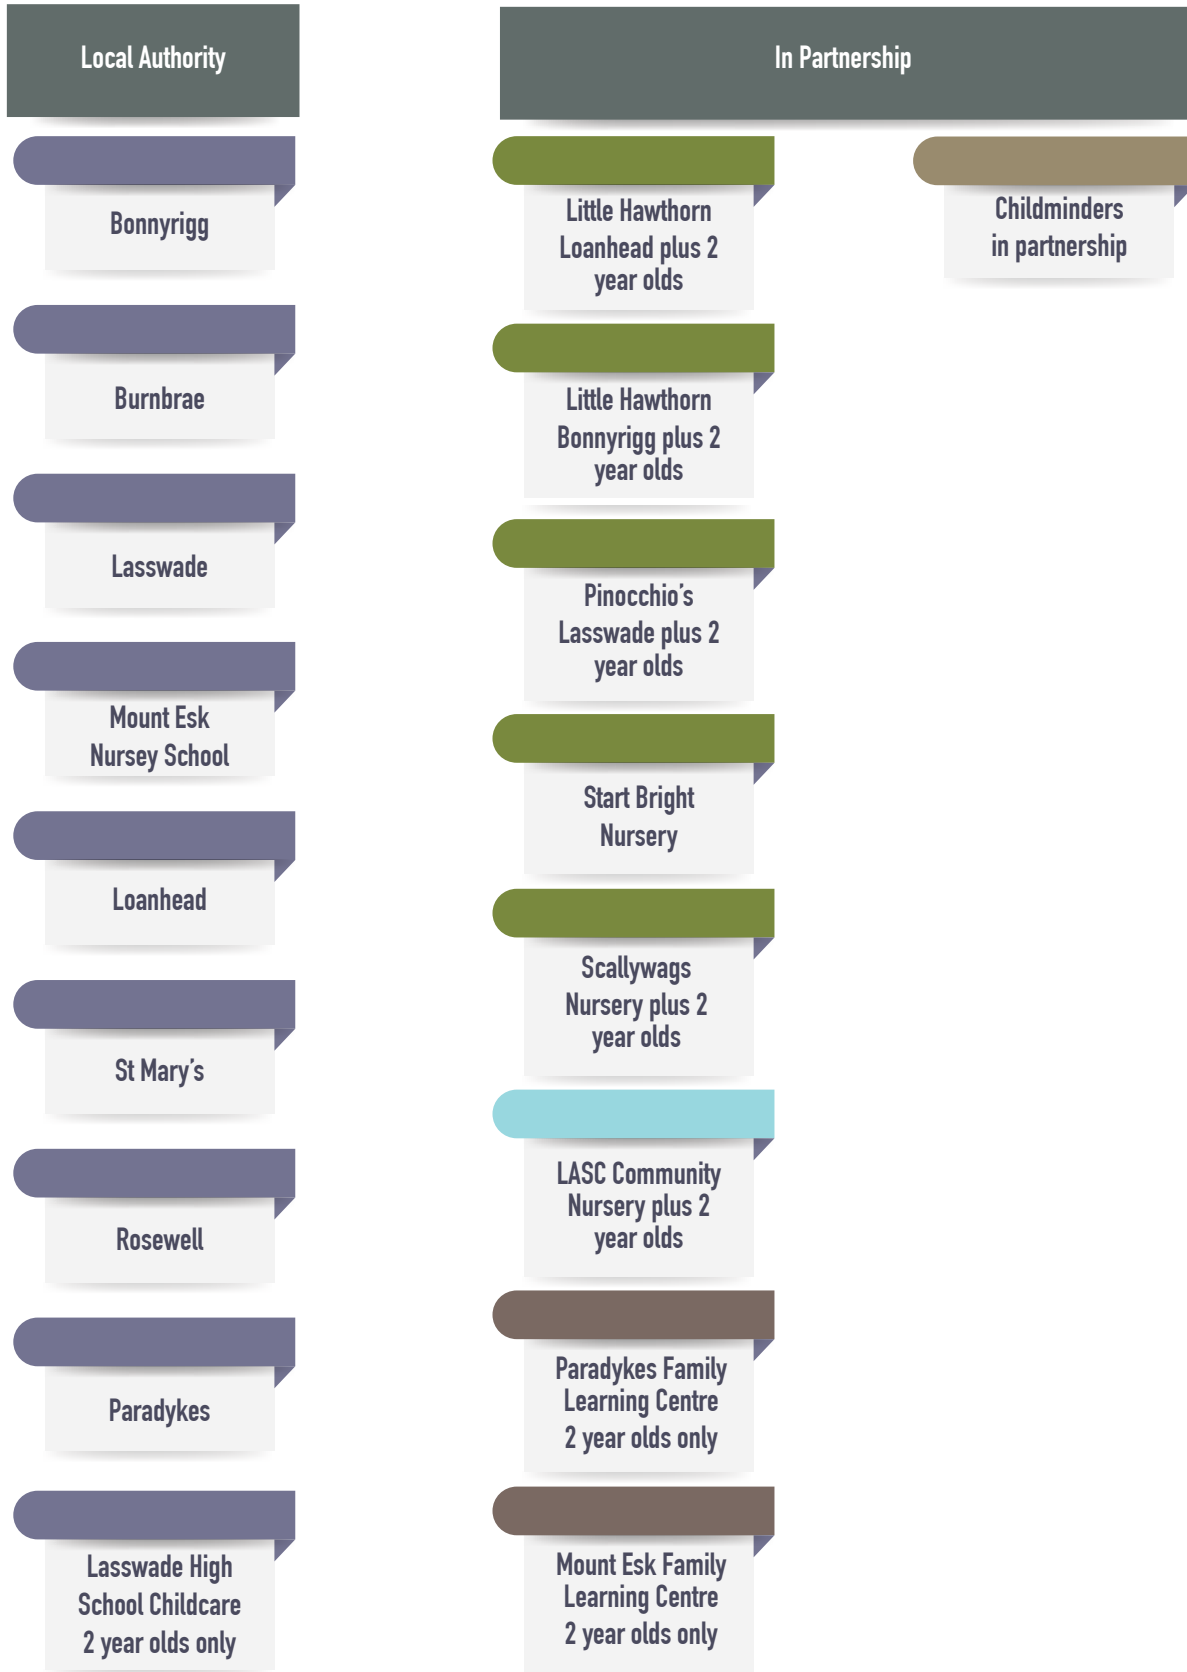 Local Authority
Bonnyrigg
Burnbrae
Lasswade
Mount Esk
Nursey School
Loanhead
St Mary’s
Rosewell
Paradykes
Lasswade High
School Childcare
2 year olds only
In Partnership
Little Hawthorn
Loanhead plus 2
year olds
Little Hawthorn
Bonnyrigg plus 2
year olds
Pinocchio’s
Lasswade plus 2
year olds
Start Bright
Nursery
Scallywags
Nursery plus 2
year olds
LASC Community
Nursery plus 2
year olds
Paradykes Family
Learning Centre
2 year olds only
Mount Esk Family
Learning Centre
2 year olds only
Childminders
in partnership